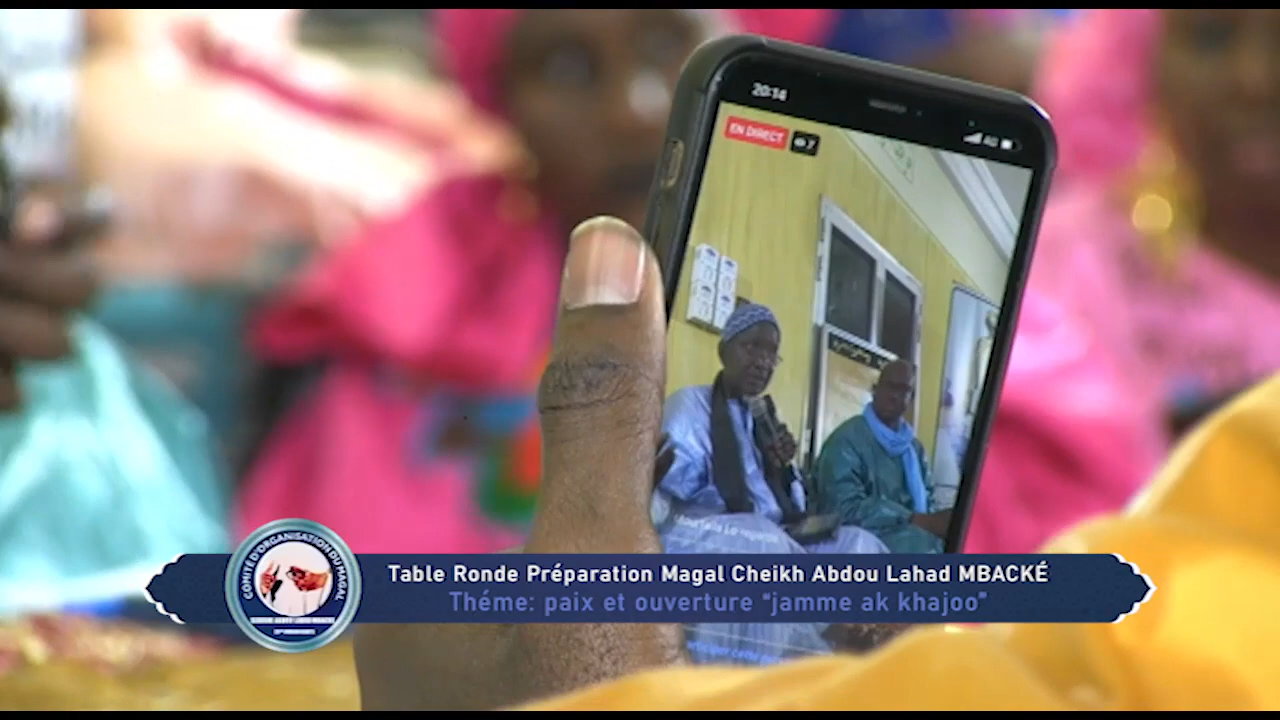 20:14
4G
EN DIRECT
7
COMITÉ D'ORGANISATION DU MAGAL
Table Ronde Préparation Magal Cheikh Abdou Lahad MBACKÉ
Théme: paix et ouverture “jamme ak khajoo”